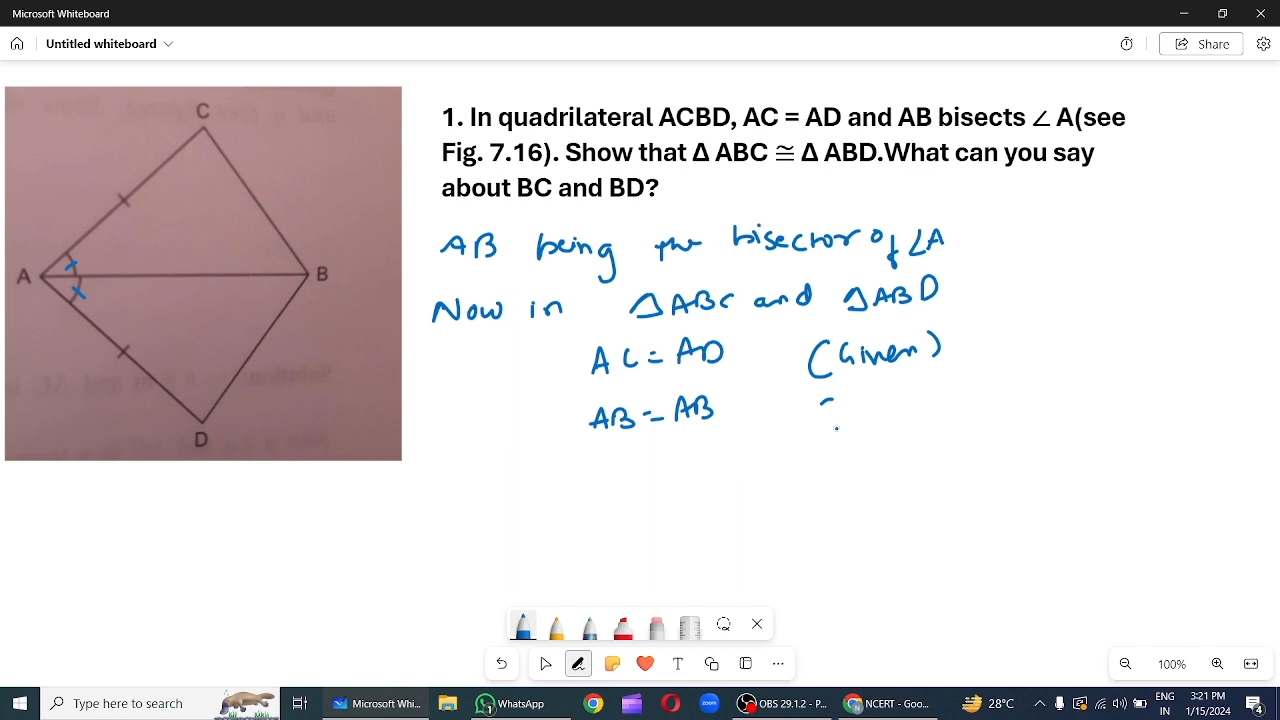 Microsoft Whiteboard
Untitled whiteboard
Share
C
A
B
D
1. In quadrilateral ACBD, AC = AD and AB bisects ∠ A(see
Fig. 7.16). Show that Δ ABC ≅ Δ ABD.What can you say
about BC and BD?
AB being the bisector of ∠A
Now in ΔABC and ΔABD
AC = AD (Given)
AB = AB
100%
Type here to search
Microsoft Whi...
WhatsApp
zoom
OBS 29.1.2 - P...
NCERT - Goo...
28°C
ENG
IN
3:21 PM
1/15/2024
4